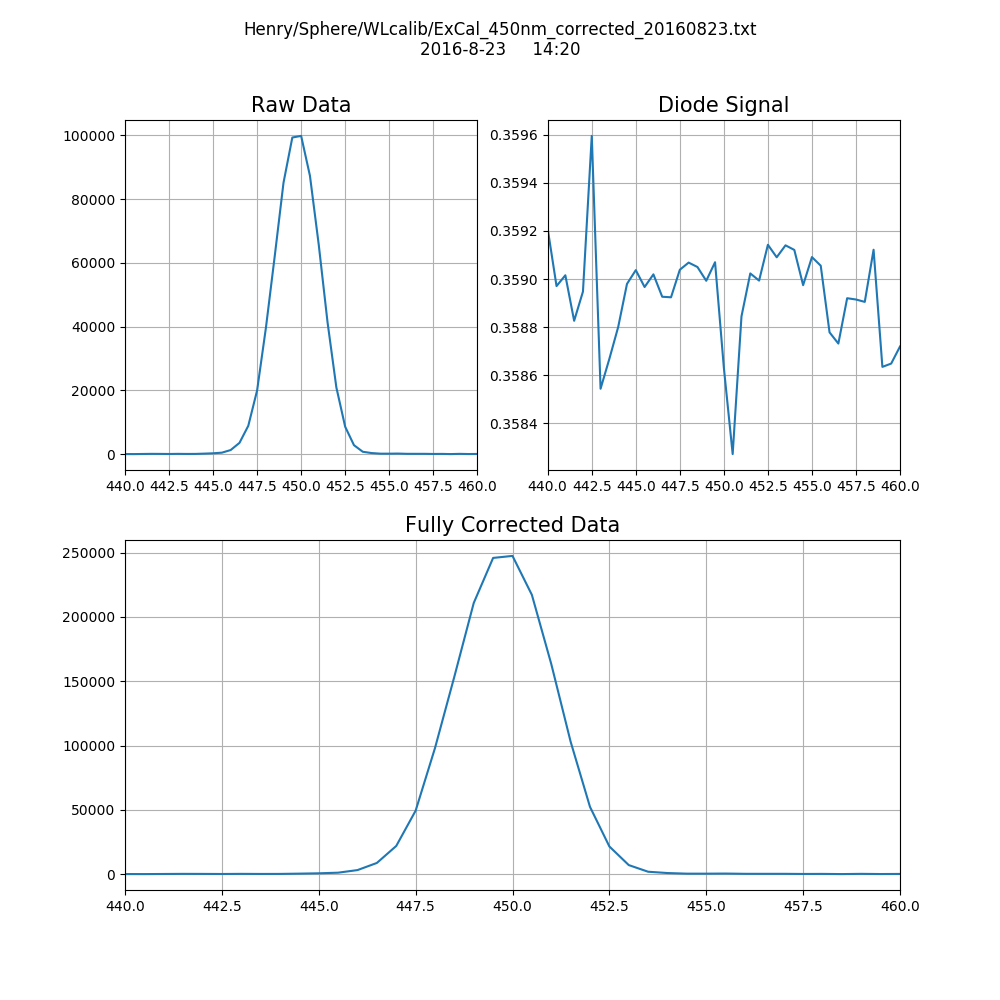 Henry/Sphere/WLcalib/ExCal_450nm_corrected_20160823.txt
2016-8-23 14:20
Raw Data
100000
80000
60000
40000
20000
0
440.0 442.5 445.0 447.5 450.0 452.5 455.0 457.5 460.0
Diode Signal
0.3596
0.3594
0.3592
0.3590
0.3588
0.3586
0.3584
440.0 442.5 445.0 447.5 450.0 452.5 455.0 457.5 460.0
Fully Corrected Data
250000
200000
150000
100000
50000
0
440.0 442.5 445.0 447.5 450.0 452.5 455.0 457.5 460.0